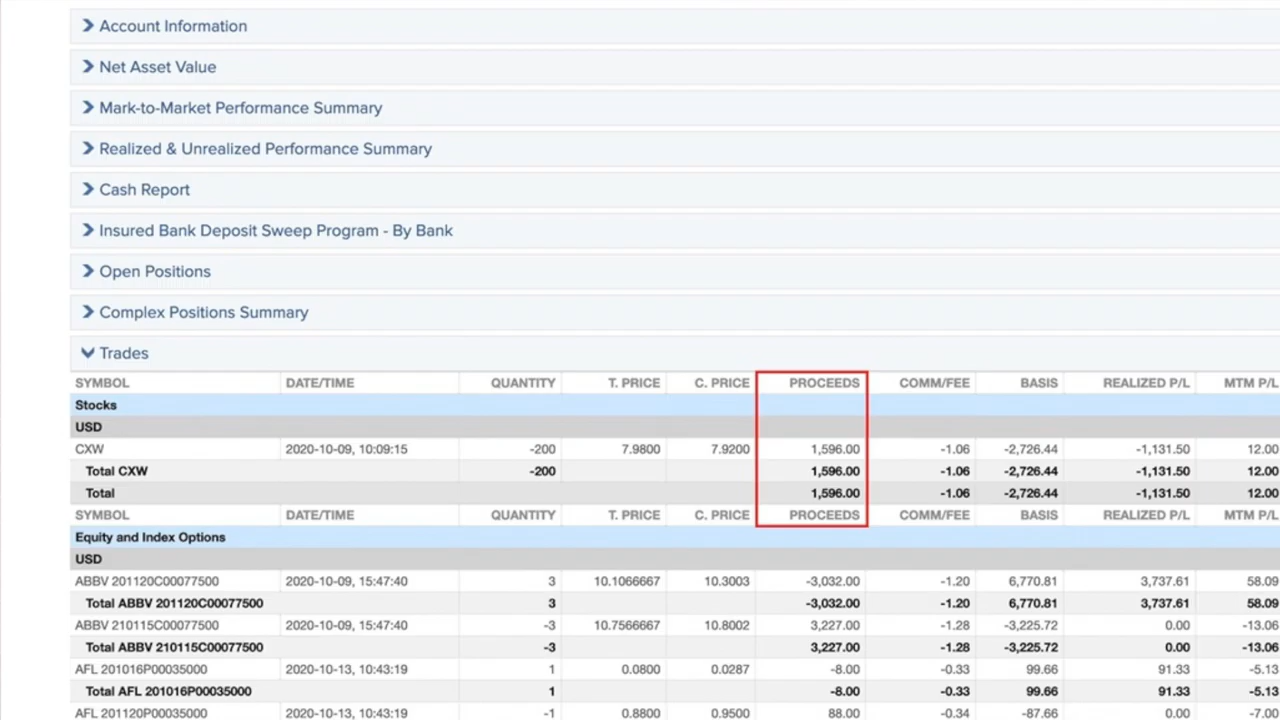 Account Information
Net Asset Value
Mark-to-Market Performance Summary
Realized & Unrealized Performance Summary
Cash Report
Insured Bank Deposit Sweep Program - By Bank
Open Positions
Complex Positions Summary
Trades
SYMBOL DATE/TIME QUANTITY T. PRICE C. PRICE PROCEEDS COMM/FEE BASIS REALIZED P/L MTM P/L
Stocks
USD
CXW 2020-10-09, 10:09:15 -200 7.9800 7.9200 1,596.00 -1.06 -2,726.44 -1,131.50 12.00
Total CXW -200 1,596.00 -1.06 -2,726.44 -1,131.50 12.00
Total 1,596.00 -1.06 -2,726.44 -1,131.50 12.00
SYMBOL DATE/TIME QUANTITY T. PRICE C. PRICE PROCEEDS COMM/FEE BASIS REALIZED P/L MTM P/L
Equity and Index Options
USD
ABBV 201120C00077500 2020-10-09, 15:47:40 3 10.1066667 10.3003 -3,032.00 -1.20 6,770.81 3,737.61 58.09
Total ABBV 201120C00077500 3 -3,032.00 -1.20 6,770.81 3,737.61 58.09
ABBV 210115C00077500 2020-10-09, 15:47:40 -3 10.7566667 10.8002 3,227.00 -1.28 -3,225.72 0.00 -13.06
Total ABBV 210115C00077500 -3 3,227.00 -1.28 -3,225.72 0.00 -13.06
AFL 201016P00035000 2020-10-13, 10:43:19 1 0.0800 0.0287 -8.00 -0.33 99.66 91.33 -5.13
Total AFL 201016P00035000 1 -8.00 -0.33 99.66 91.33 -5.13
AFL 201120P00035000 2020-10-13, 10:43:19 -1 0.8800 0.9500 88.00 -0.34 -87.66 0.00 -7.00